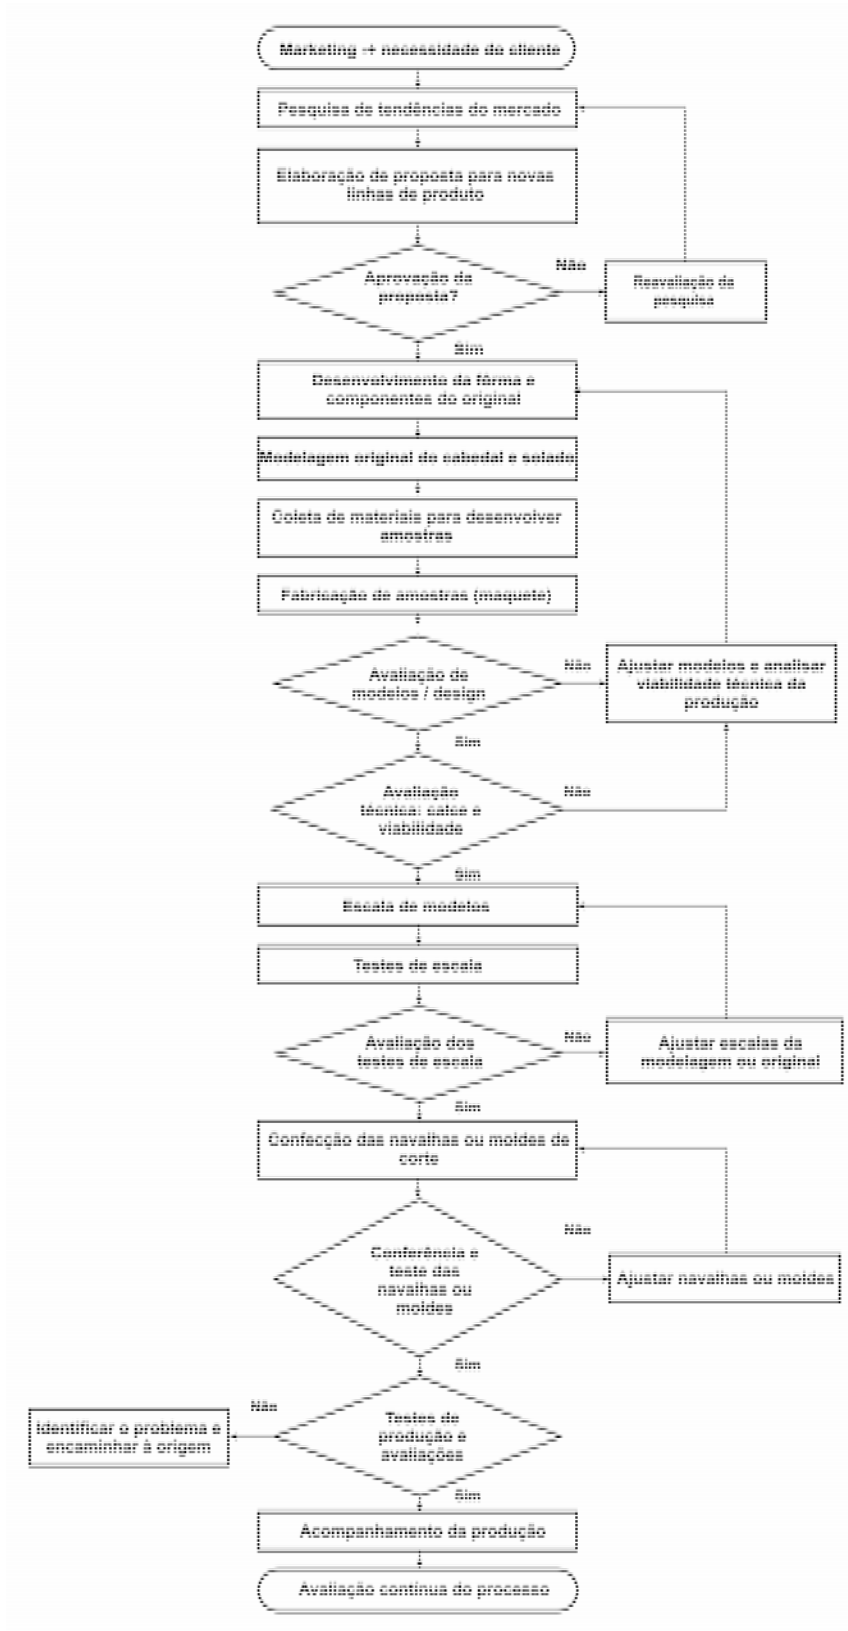 Marketing → necessidade do cliente
Pesquisa de tendências do mercado
Elaboração de proposta para novas
linhas de produto
Aprovação da
proposta?
Não
Reavaliação da
pesquisa
Sim
Desenvolvimento da fôrma e
componentes do original
Modelagem original de cabedal e solado
Coleta de materiais para desenvolver
amostras
Fabricação de amostras (maquete)
Avaliação de
modelos / design
Não
Ajustar modelos e analisar
viabilidade técnica da
produção
Sim
Avaliação
técnica: calce e
viabilidade
Não
Sim
Escala de modelos
Testes de escala
Avaliação dos
testes de escala
Não
Ajustar escalas da
modelagem ou original
Sim
Confecção das navalhas ou moldes de
corte
Conferência e
teste das
navalhas ou
moldes
Não
Ajustar navalhas ou moldes
Sim
Testes de
produção e
avaliações
Não
Identificar o problema e
encaminhar à origem
Sim
Acompanhamento da produção
Avaliação contínua do processo